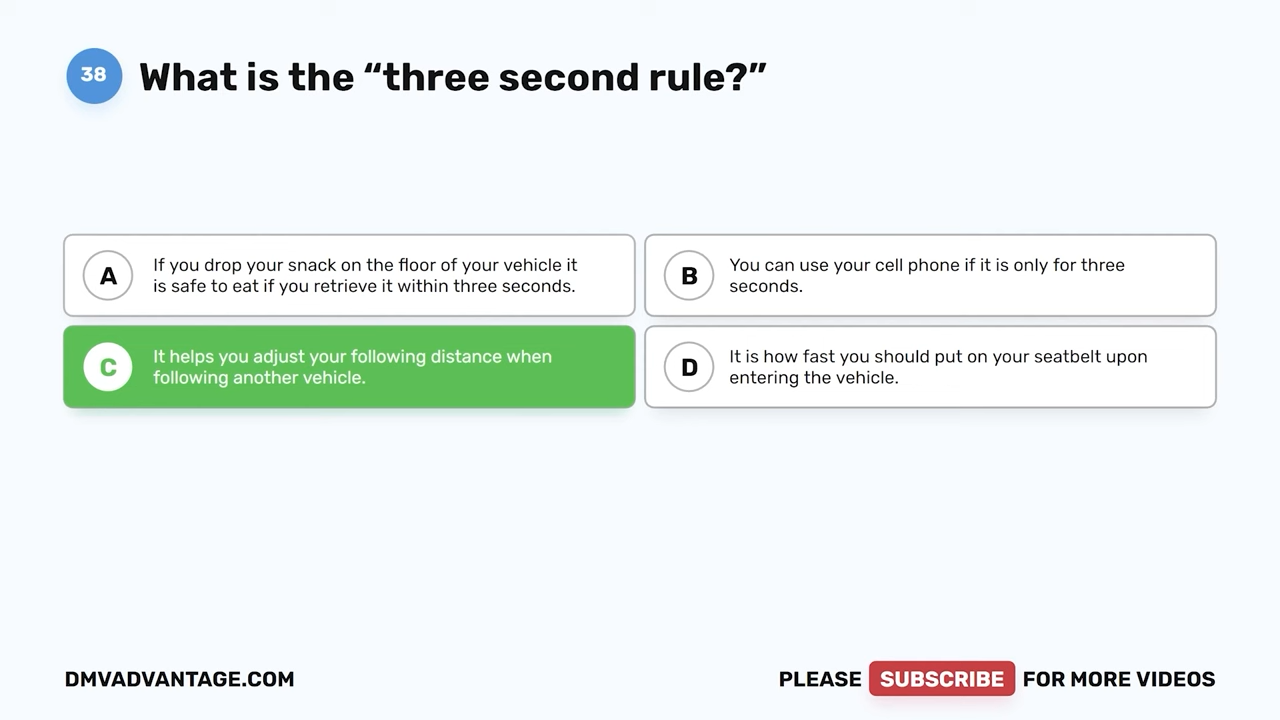 38
What is the “three second rule?”
A
If you drop your snack on the floor of your vehicle it
is safe to eat if you retrieve it within three seconds.
B
You can use your cell phone if it is only for three
seconds.
C
It helps you adjust your following distance when
following another vehicle.
D
It is how fast you should put on your seatbelt upon
entering the vehicle.
DMVADVANTAGE.COM
PLEASE SUBSCRIBE FOR MORE VIDEOS